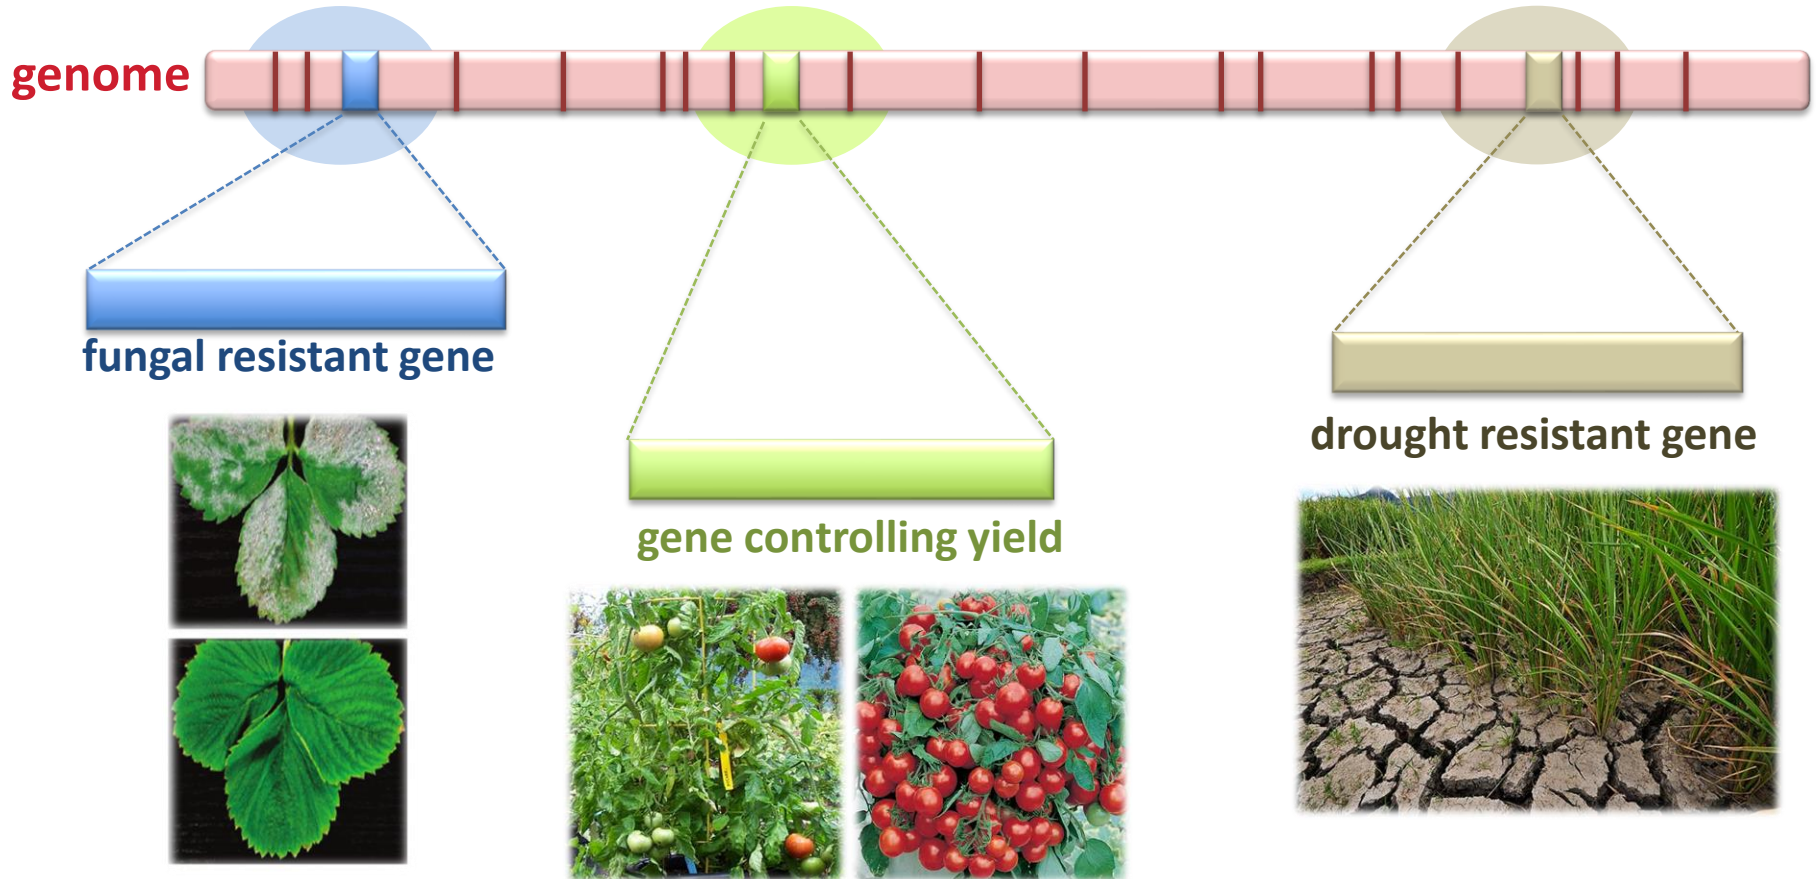 genome
fungal resistant gene
drought resistant gene
gene controlling yield